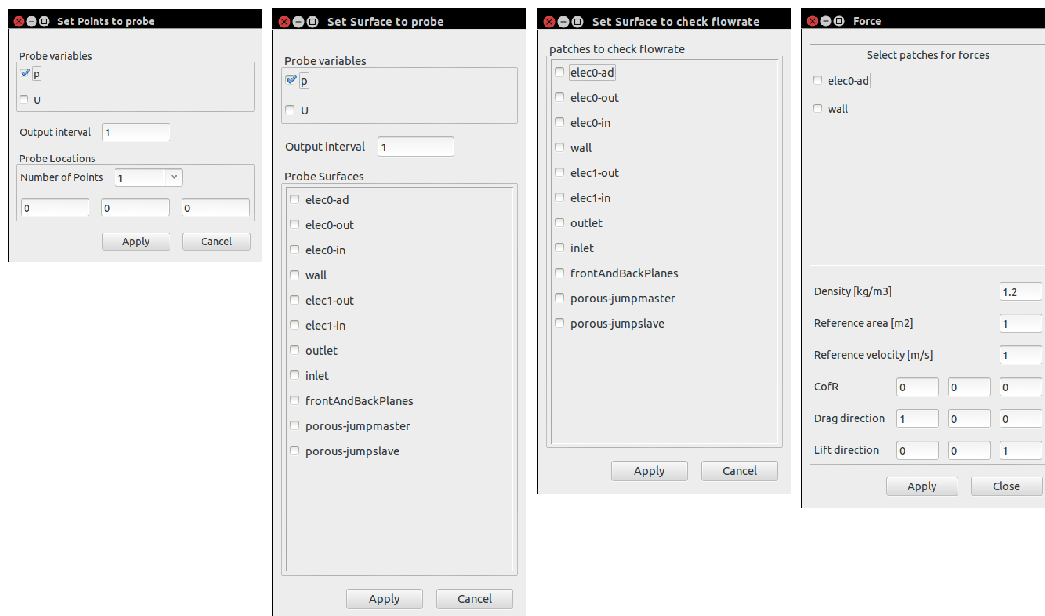 Set Points to probe
Probe variables
p
U
Output interval 1
Probe Locations
Number of Points 1
0 0 0
Apply Cancel
Set Surface to probe
Probe variables
p
U
Output interval 1
Probe Surfaces
elec0-ad
elec0-out
elec0-in
wall
elec1-out
elec1-in
outlet
inlet
frontAndBackPlanes
porous-jumpmaster
porous-jumpslave
Apply Cancel
Set Surface to check flowrate
patches to check flowrate
elec0-ad
elec0-out
elec0-in
wall
elec1-out
elec1-in
outlet
inlet
frontAndBackPlanes
porous-jumpmaster
porous-jumpslave
Apply Cancel
Force
Select patches for forces
elec0-ad
wall
Density [kg/m3] 1.2
Reference area [m2] 1
Reference velocity [m/s] 1
CofR 0 0 0
Drag direction 1 0 0
Lift direction 0 0 1
Apply Close